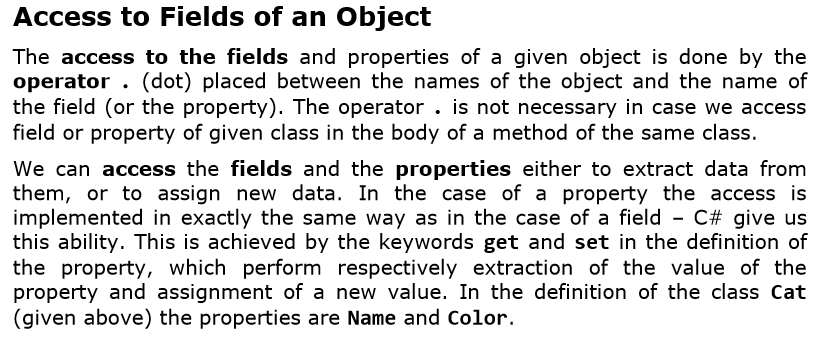 Access to Fields of an Object
The access to the fields and properties of a given object is done by the
operator . (dot) placed between the names of the object and the name of
the field (or the property). The operator . is not necessary in case we access
field or property of given class in the body of a method of the same class.
We can access the fields and the properties either to extract data from
them, or to assign new data. In the case of a property the access is
implemented in exactly the same way as in the case of a field – C# give us
this ability. This is achieved by the keywords get and set in the definition of
the property, which perform respectively extraction of the value of the
property and assignment of a new value. In the definition of the class Cat
(given above) the properties are Name and Color.